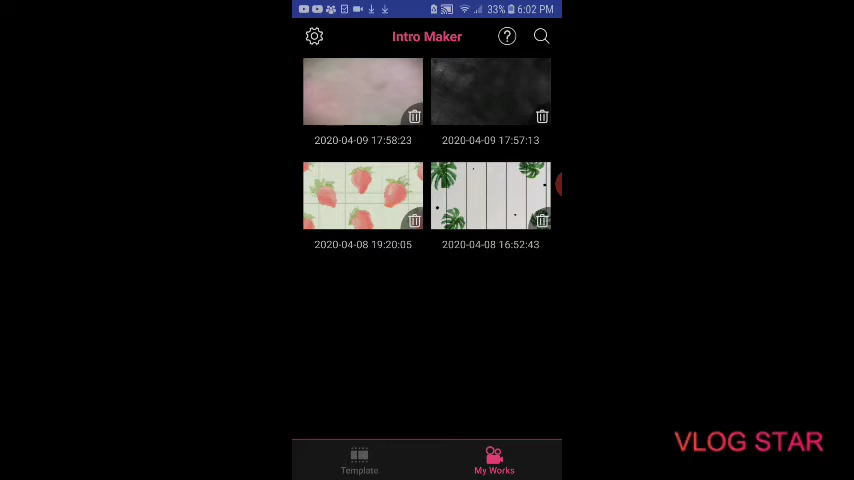 33% 6:02 PM
Intro Maker
?
2020-04-09 17:58:23
2020-04-09 17:57:13
2020-04-08 19:20:05
2020-04-08 16:52:43
Template
My Works
VLOG STAR